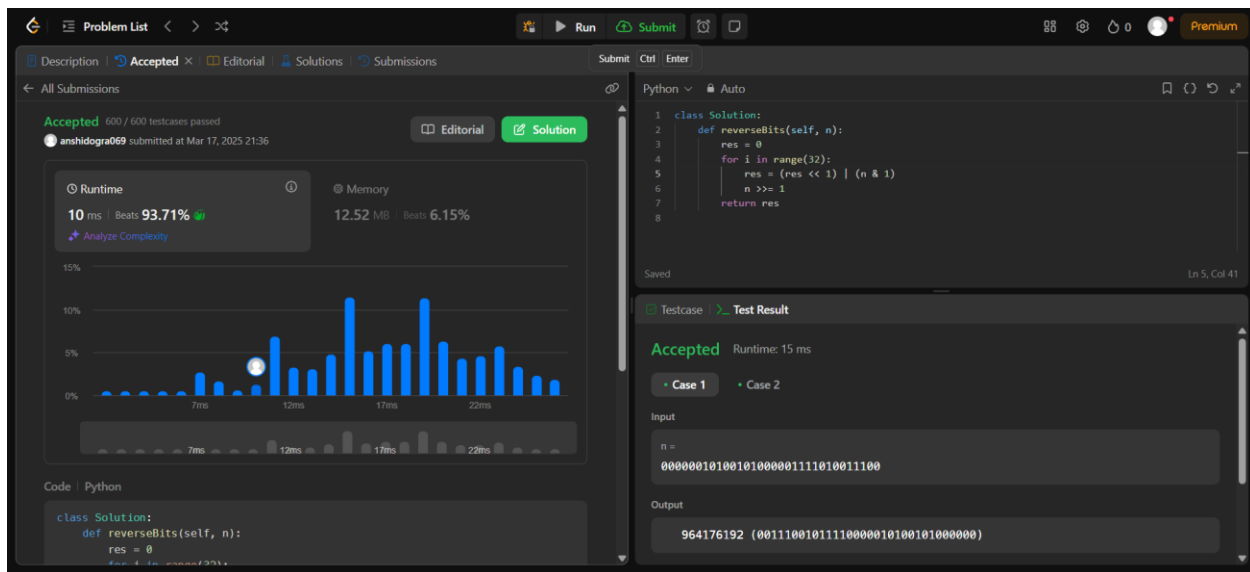 Problem List
Run
Submit
0
Premium
Description
Accepted
Editorial
Solutions
Submissions
Submit Ctrl Enter
All Submissions
Accepted 600 / 600 testcases passed
anshidogra069 submitted at Mar 17, 2025 21:36
Editorial
Solution
Runtime
10 ms Beats 93.71%
Analyze Complexity
Memory
12.52 MB Beats 6.15%
15%
10%
5%
0%
7ms 12ms 17ms 22ms
7ms 12ms 17ms 22ms
Code Python
class Solution:
def reverseBits(self, n):
res = 0
for i in range(32):
Python Auto
1 class Solution:
2 def reverseBits(self, n):
3 res = 0
4 for i in range(32):
5 res = (res << 1) | (n & 1)
6 n >>= 1
7 return res
8
Saved
Ln 5, Col 41
Testcase
Test Result
Accepted Runtime: 15 ms
Case 1
Case 2
Input
n =
00000010100101000001111010011100
Output
964176192 (00111001011110000010100101000000)